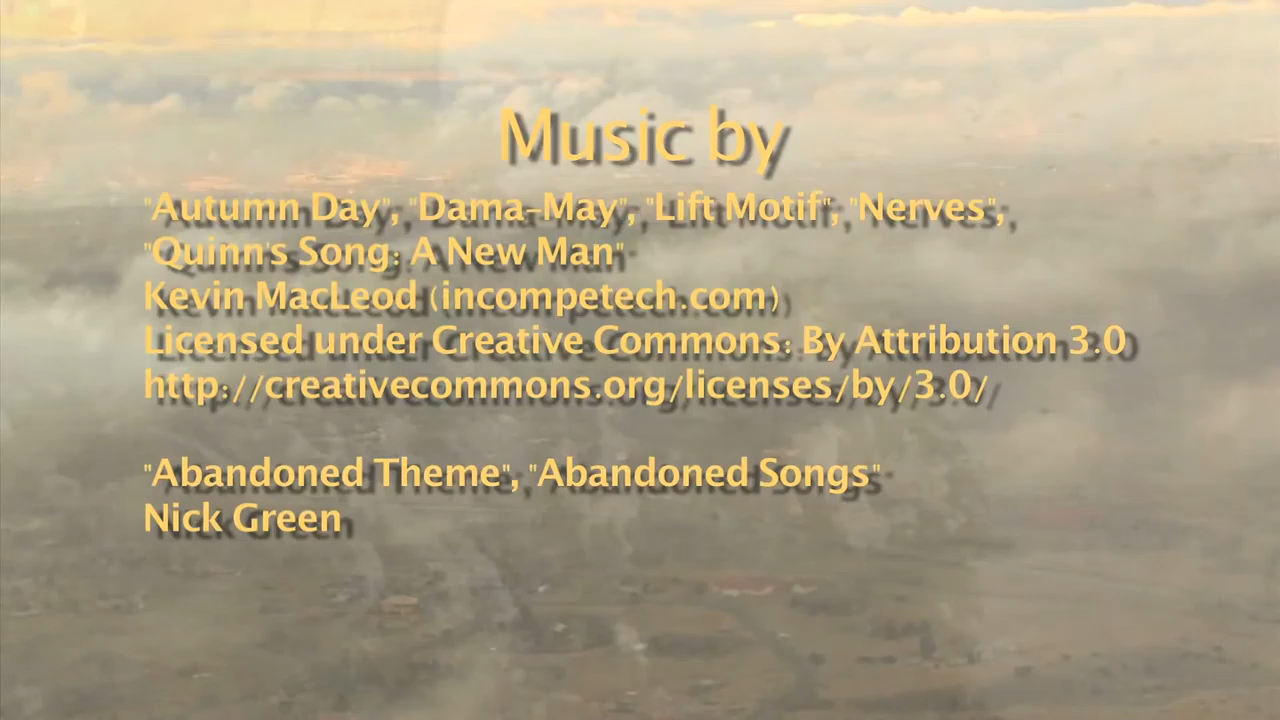 Music by
"Autumn Day", "Dama-May", "Lift Motif", "Nerves",
"Quinn's Song: A New Man"
Kevin MacLeod (incompetech.com)
Licensed under Creative Commons: By Attribution 3.0
http://creativecommons.org/licenses/by/3.0/
"Abandoned Theme", "Abandoned Songs"
Nick Green